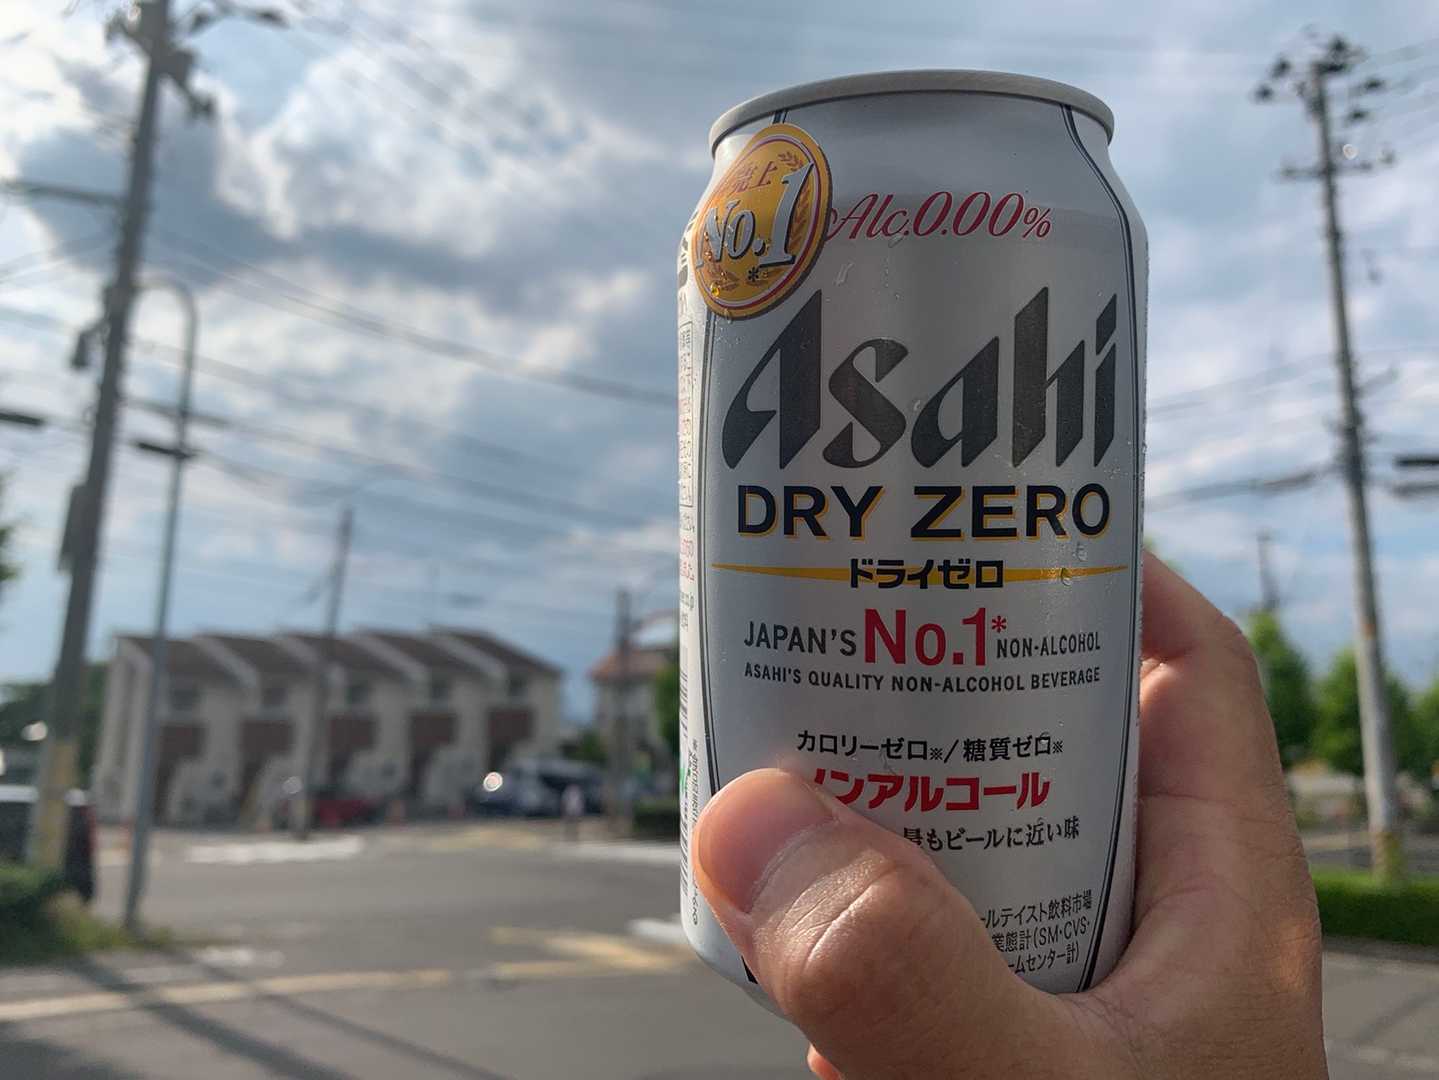 売上
No.1
*
Alc.0.00%
Asahi
DRY ZERO
ドライゼロ
JAPAN'S No.1* NON-ALCOHOL
ASAHI'S QUALITY NON-ALCOHOL BEVERAGE
カロリーゼロ※/糖質ゼロ※
ノンアルコール
最もビールに近い味
ールテイスト飲料市場
業態計(SM・CVS・
ームセンター計)